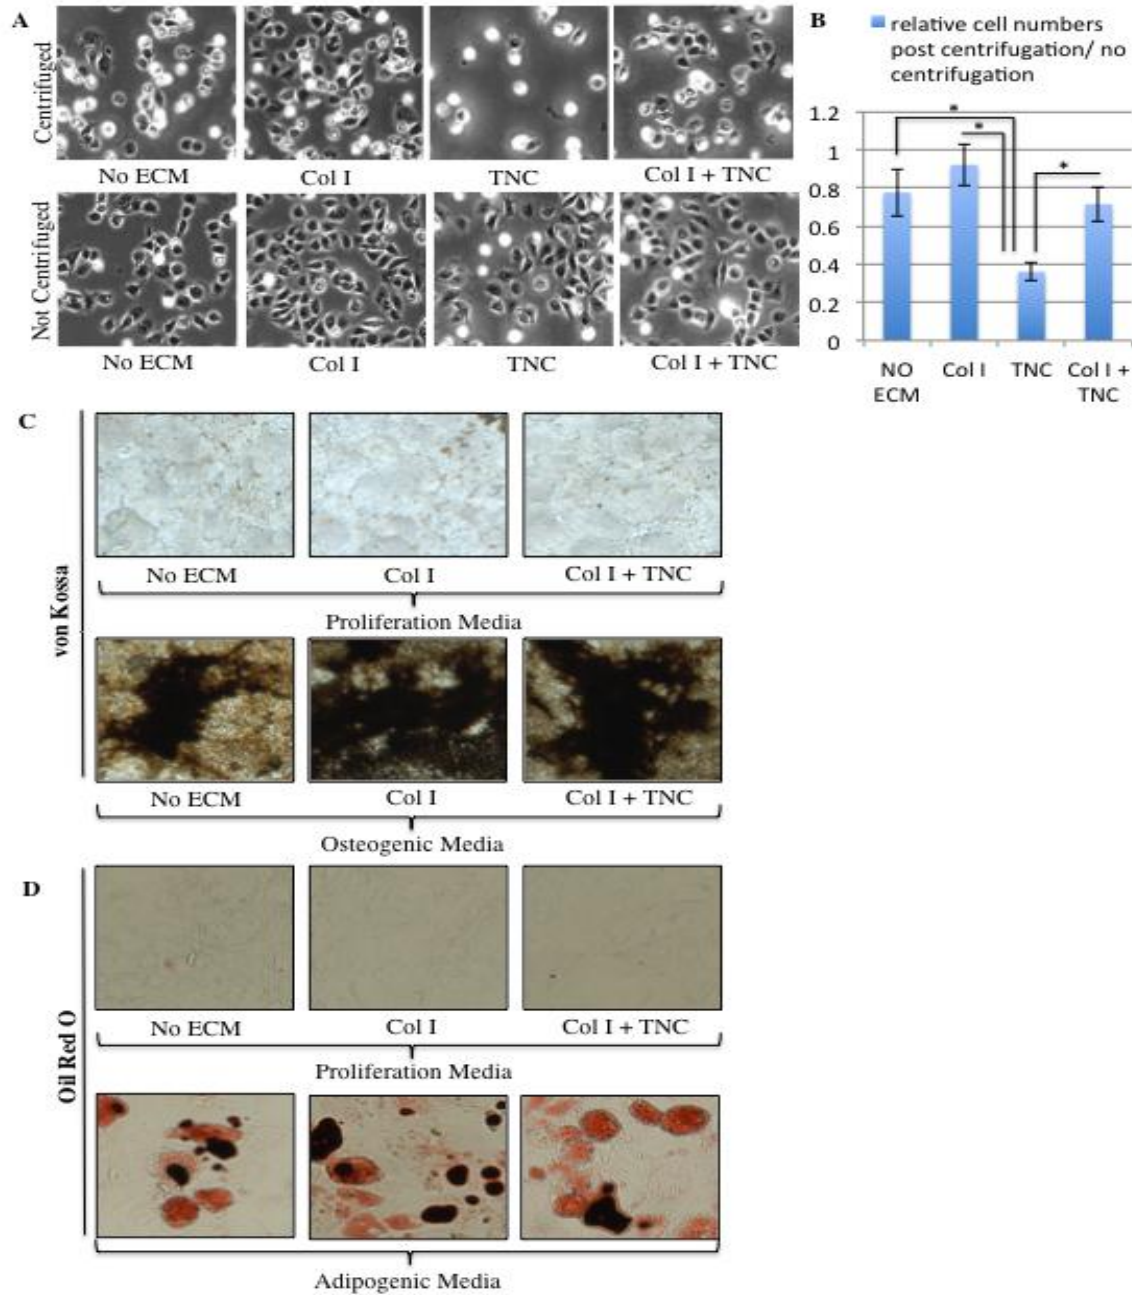 A
Centrifuged
No ECM
Col I
TNC
Col I + TNC
Not Centrifuged
No ECM
Col I
TNC
Col I + TNC
B
relative cell numbers
post centrifugation/ no
centrifugation
*
*
*
1.2
1
0.8
0.6
0.4
0.2
0
NO
ECM
Col I
TNC
Col I +
TNC
C
von Kossa
No ECM
Col I
Col I + TNC
Proliferation Media
No ECM
Col I
Col I + TNC
Osteogenic Media
D
Oil Red O
No ECM
Col I
Col I + TNC
Proliferation Media
Adipogenic Media